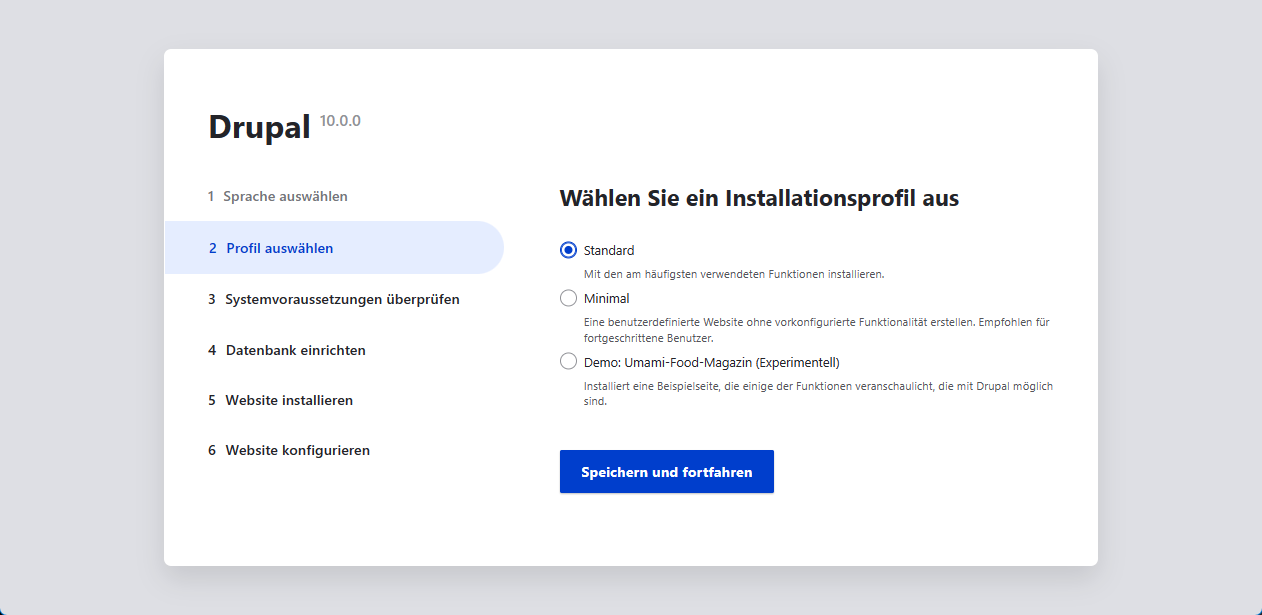 Drupal 10.0.0
1 Sprache auswählen
2 Profil auswählen
3 Systemvoraussetzungen überprüfen
4 Datenbank einrichten
5 Website installieren
6 Website konfigurieren
Wählen Sie ein Installationsprofil aus
Standard
Mit den am häufigsten verwendeten Funktionen installieren.
Minimal
Eine benutzerdefinierte Website ohne vorkonfigurierte Funktionalität erstellen. Empfohlen für
fortgeschrittene Benutzer.
Demo: Umami-Food-Magazin (Experimentell)
Installiert eine Beispielseite, die einige der Funktionen veranschaulicht, die mit Drupal möglich
sind.
Speichern und fortfahren